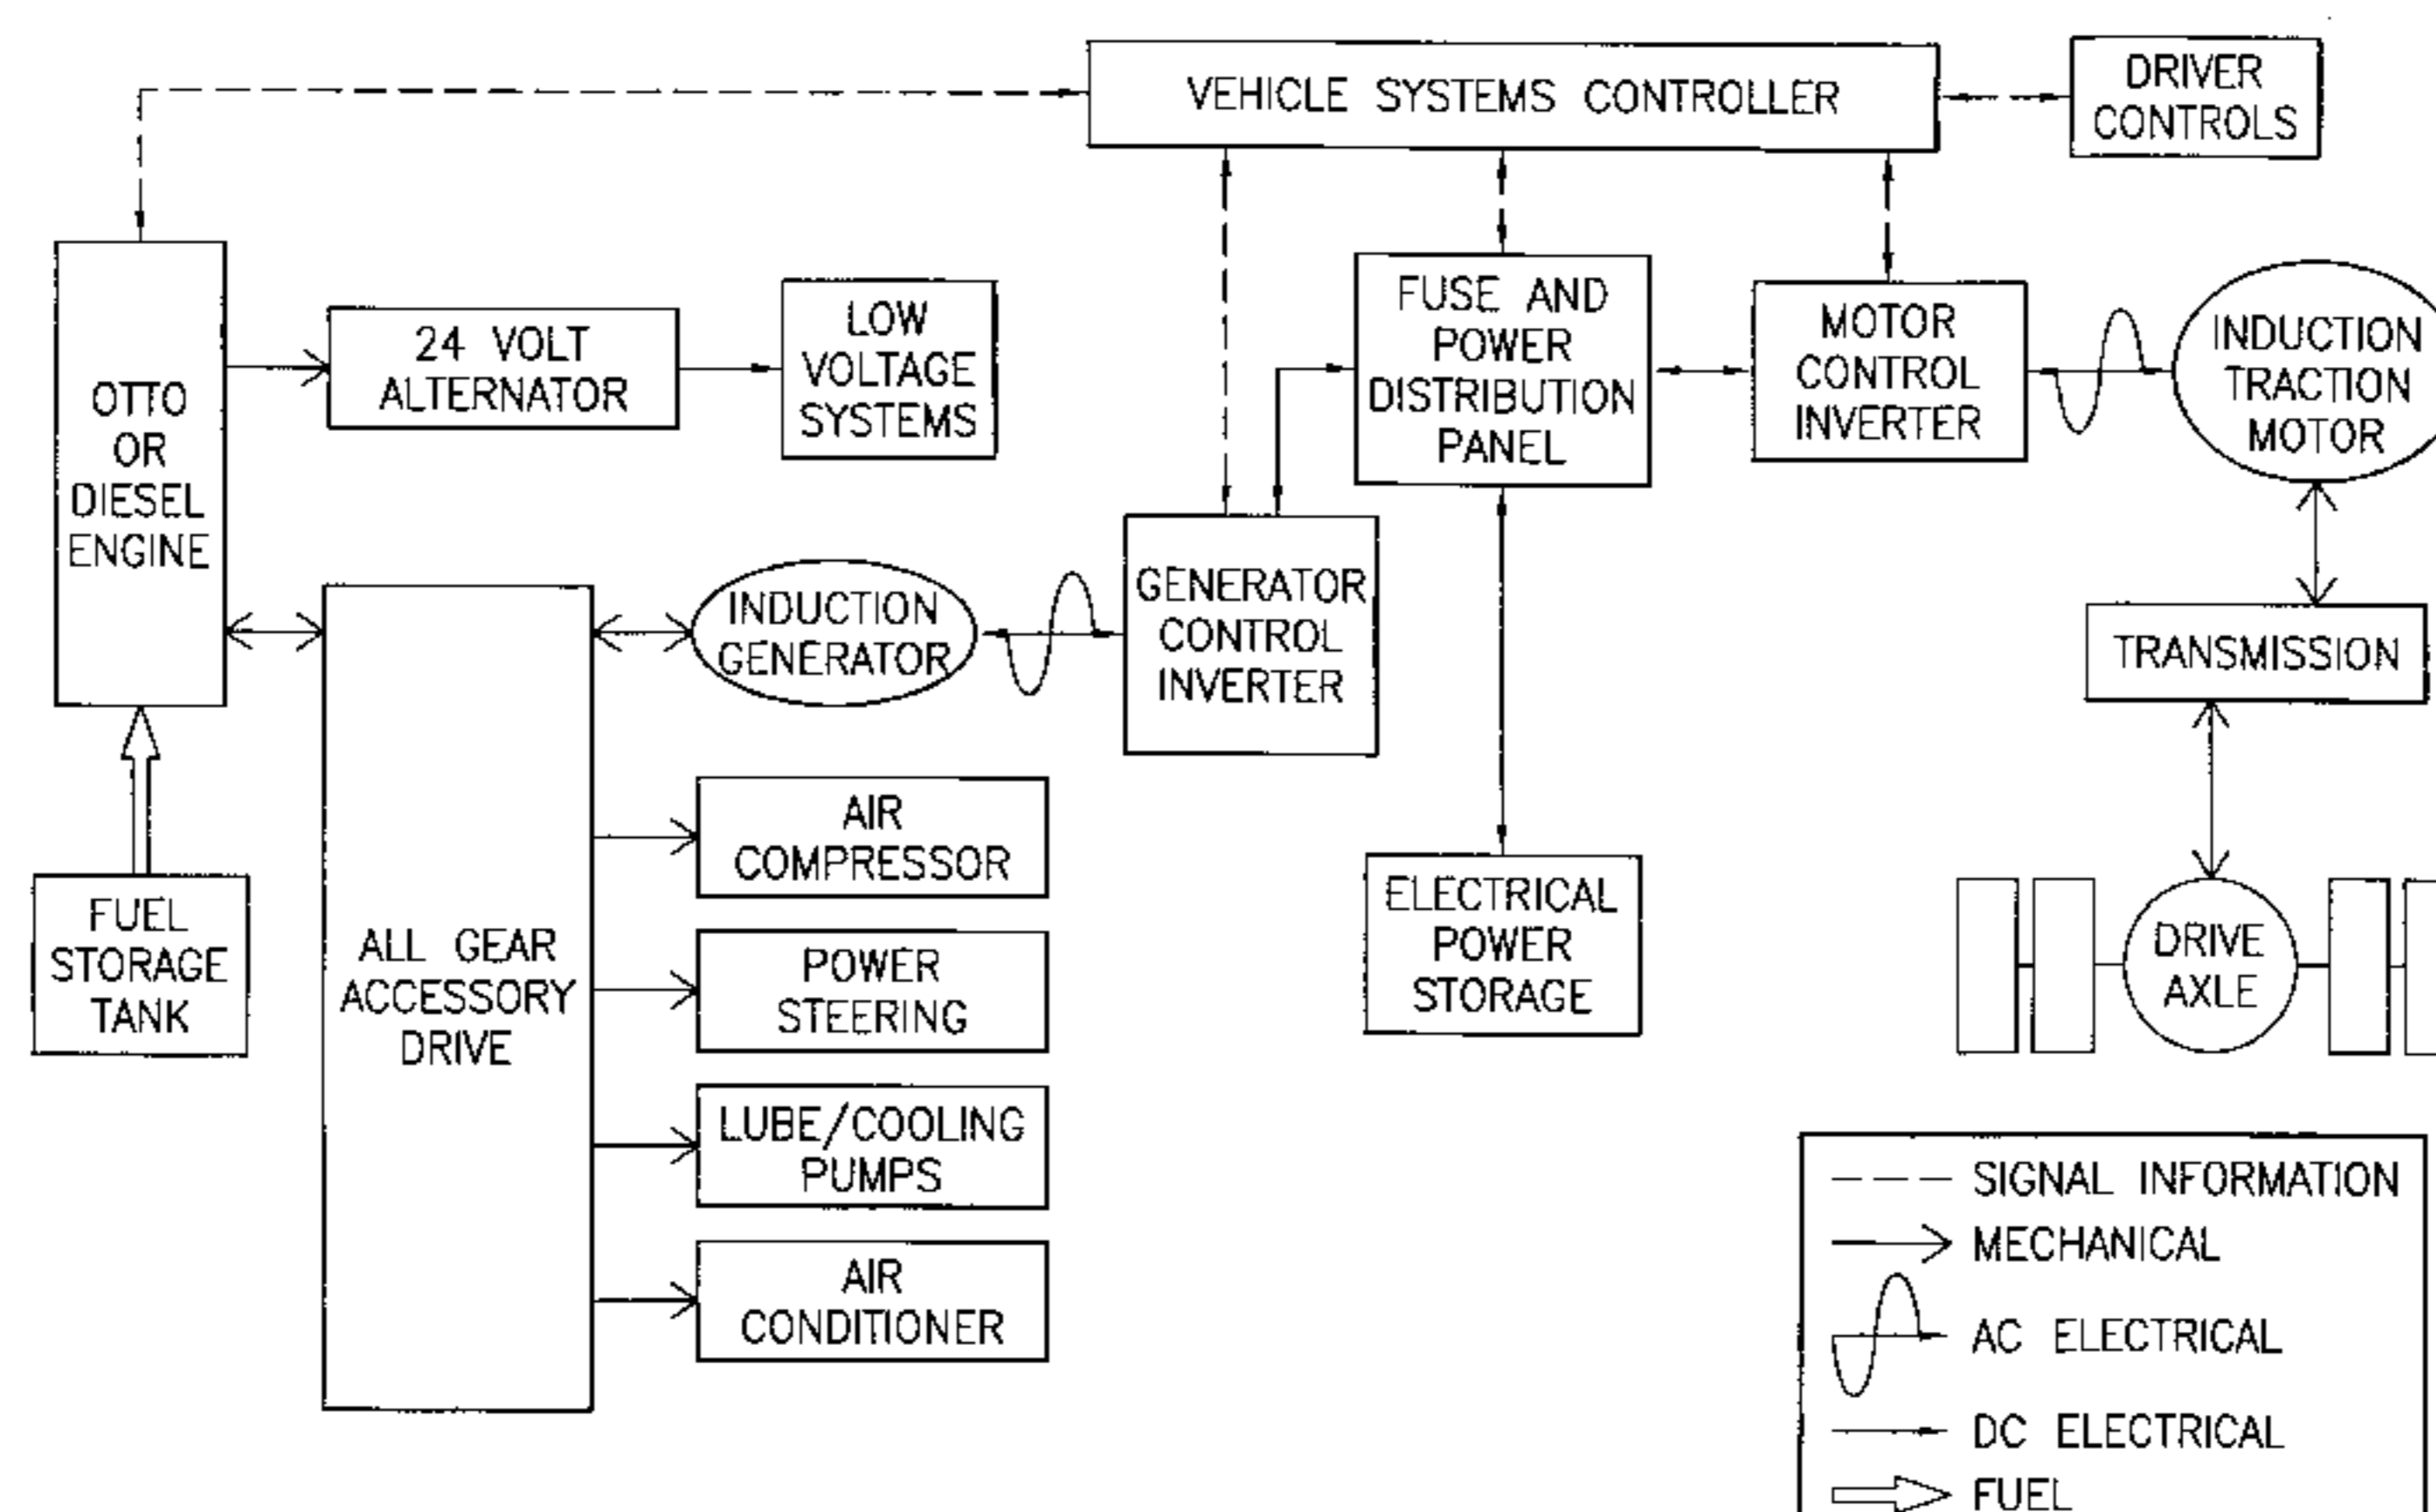 VEHICLE SYSTEMS CONTROLLER
DRIVER
CONTROLS
OTTO
OR
DIESEL
ENGINE
24 VOLT
ALTERNATOR
LOW
VOLTAGE
SYSTEMS
FUSE AND
POWER
DISTRIBUTION
PANEL
MOTOR
CONTROL
INVERTER
INDUCTION
TRACTION
MOTOR
INDUCTION
GENERATOR
GENERATOR
CONTROL
INVERTER
TRANSMISSION
FUEL
STORAGE
TANK
ALL GEAR
ACCESSORY
DRIVE
AIR
COMPRESSOR
POWER
STEERING
LUBE/COOLING
PUMPS
AIR
CONDITIONER
ELECTRICAL
POWER
STORAGE
DRIVE
AXLE
SIGNAL INFORMATION
MECHANICAL
AC ELECTRICAL
DC ELECTRICAL
FUEL